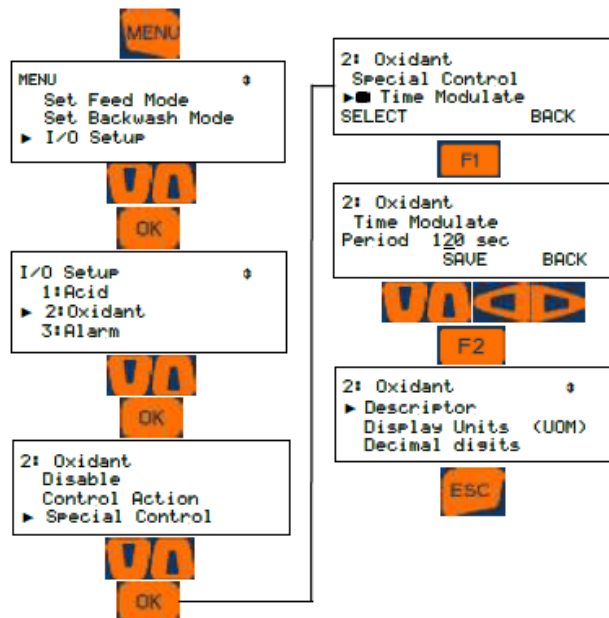 MENU
MENU
Set Feed Mode
Set Backwash Mode
I/O Setup
OK
I/O Setup
1:Acid
2:Oxidant
3:Alarm
OK
2: Oxidant
Disable
Control Action
Special Control
OK
2: Oxidant
Special Control
Time Modulate
SELECT BACK
F1
2: Oxidant
Time Modulate
Period 120 sec
SAVE BACK
F2
2: Oxidant
Descriptor
Display Units (UOM)
Decimal digits
ESC